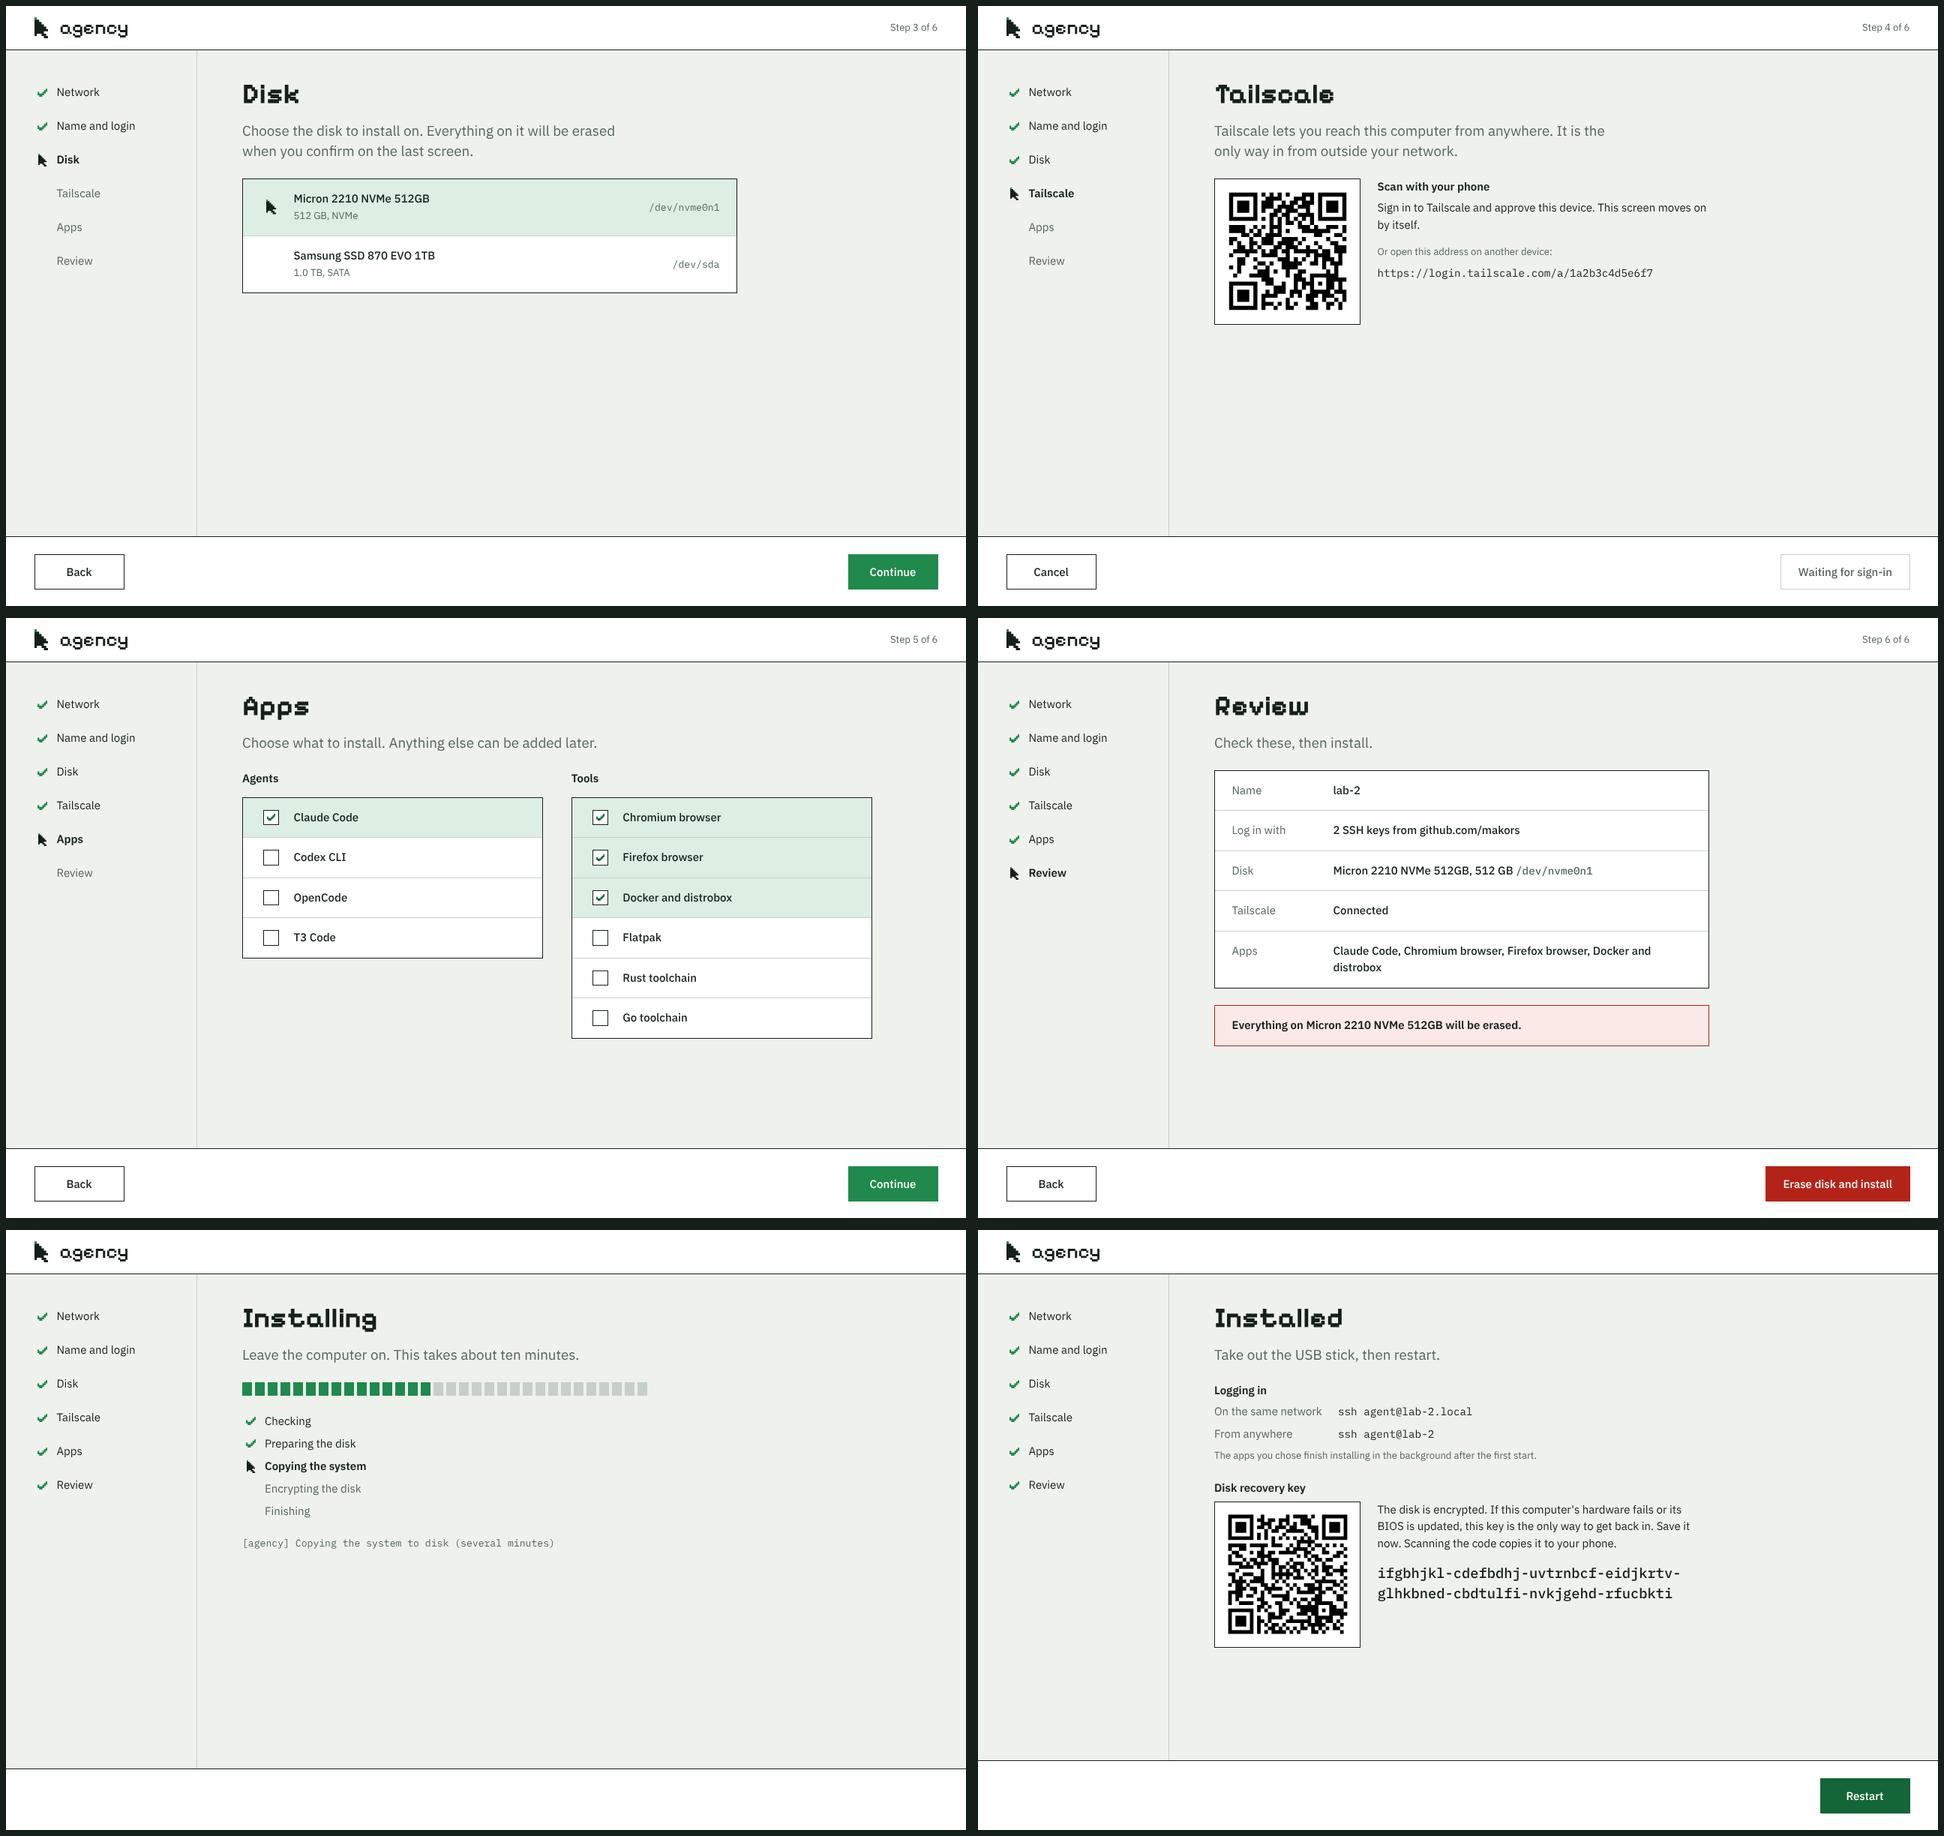 agency
Step 3 of 6
Network
Name and login
Disk
Tailscale
Apps
Review
Disk
Choose the disk to install on. Everything on it will be erased
when you confirm on the last screen.
Micron 2210 NVMe 512GB
512 GB, NVMe
/dev/nvme0n1
Samsung SSD 870 EVO 1TB
1.0 TB, SATA
/dev/sda
Back
Continue
agency
Step 4 of 6
Network
Name and login
Disk
Tailscale
Apps
Review
Tailscale
Tailscale lets you reach this computer from anywhere. It is the
only way in from outside your network.
Scan with your phone
Sign in to Tailscale and approve this device. This screen moves on
by itself.
Or open this address on another device:
https://login.tailscale.com/a/1a2b3c4d5e6f7
Cancel
Waiting for sign-in
agency
Step 5 of 6
Network
Name and login
Disk
Tailscale
Apps
Review
Apps
Choose what to install. Anything else can be added later.
Agents
Claude Code
Codex CLI
OpenCode
T3 Code
Tools
Chromium browser
Firefox browser
Docker and distrobox
Flatpak
Rust toolchain
Go toolchain
Back
Continue
agency
Step 6 of 6
Network
Name and login
Disk
Tailscale
Apps
Review
Review
Check these, then install.
Name lab-2
Log in with 2 SSH keys from github.com/makors
Disk Micron 2210 NVMe 512GB, 512 GB /dev/nvme0n1
Tailscale Connected
Apps Claude Code, Chromium browser, Firefox browser, Docker and
distrobox
Everything on Micron 2210 NVMe 512GB will be erased.
Back
Erase disk and install
agency
Network
Name and login
Disk
Tailscale
Apps
Review
Installing
Leave the computer on. This takes about ten minutes.
Checking
Preparing the disk
Copying the system
Encrypting the disk
Finishing
[agency] Copying the system to disk (several minutes)
agency
Network
Name and login
Disk
Tailscale
Apps
Review
Installed
Take out the USB stick, then restart.
Logging in
On the same network ssh agent@lab-2.local
From anywhere ssh agent@lab-2
The apps you chose finish installing in the background after the first start.
Disk recovery key
The disk is encrypted. If this computer's hardware fails or its
BIOS is updated, this key is the only way to get back in. Save it
now. Scanning the code copies it to your phone.
ifgbhjkl-cdefbdhj-uvtrnbcf-eidjkrtv-
glhkbned-cbdtulfi-nvkjgehd-rfucbkti
Restart